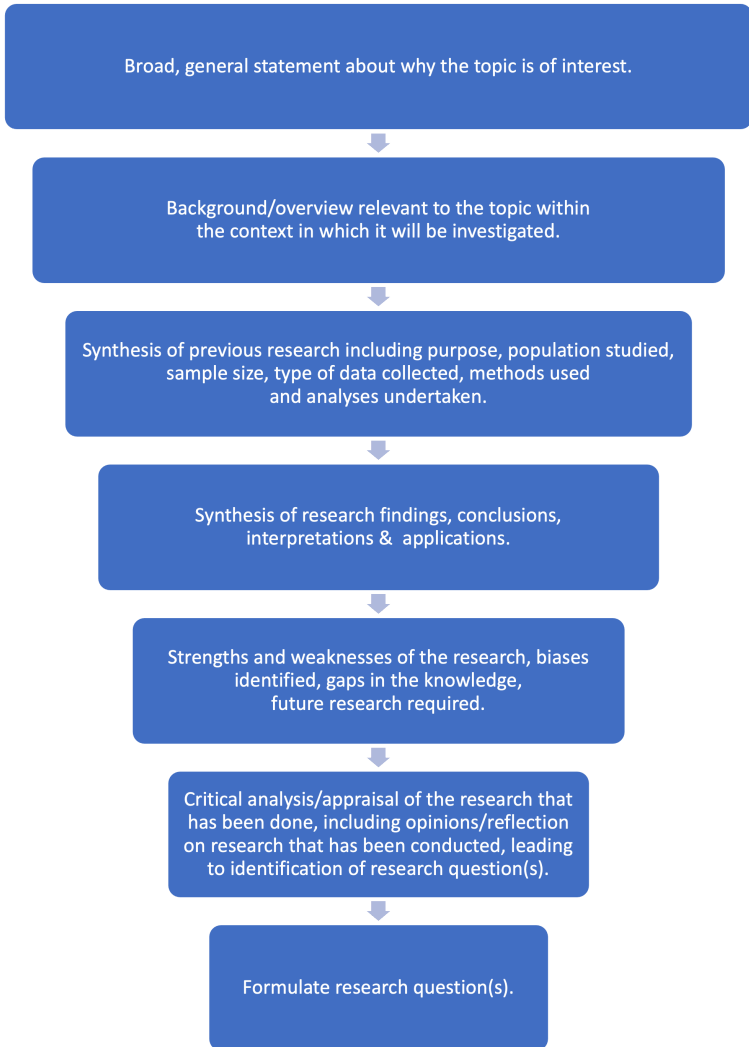 Broad, general statement about why the topic is of interest.
Background/overview relevant to the topic within
the context in which it will be investigated.
Synthesis of previous research including purpose, population studied,
sample size, type of data collected, methods used
and analyses undertaken.
Synthesis of research findings, conclusions,
interpretations &  applications.
Strengths and weaknesses of the research, biases
identified, gaps in the knowledge,
future research required.
Critical analysis/appraisal of the research that
has been done, including opinions/reflection
on research that has been conducted, leading
to identification of research question(s).
Formulate research question(s).